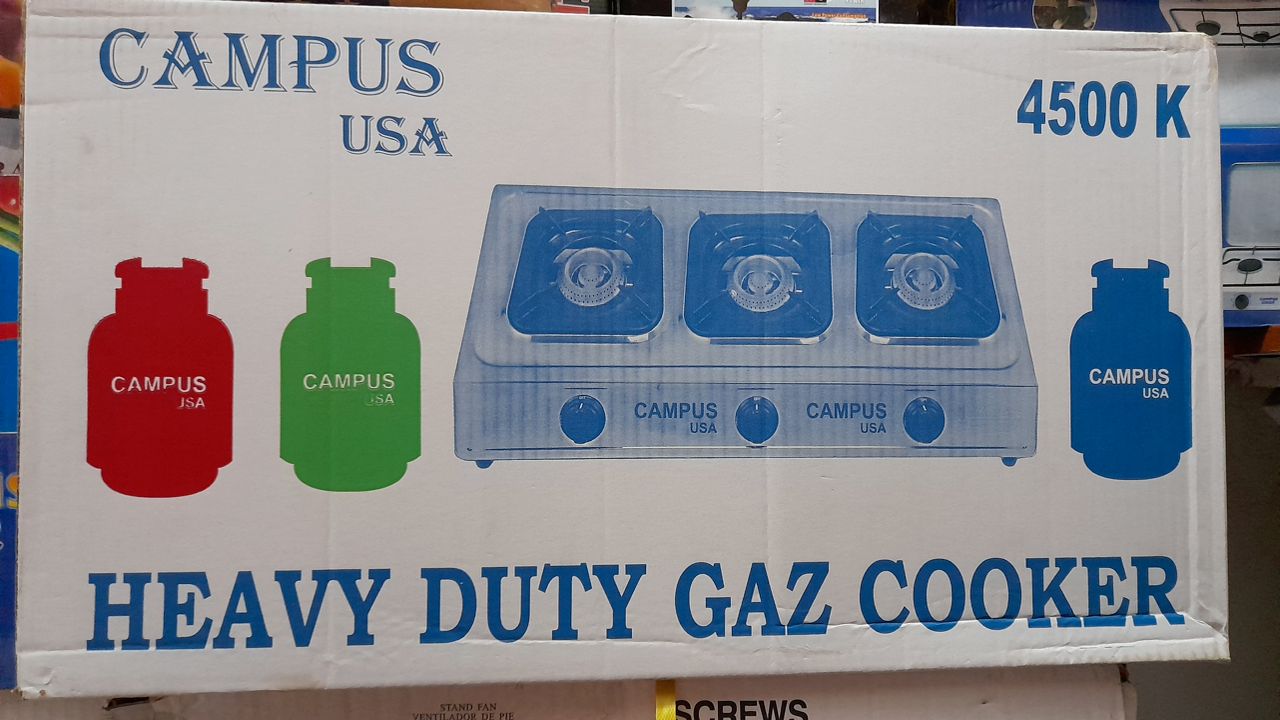 CAMPUS
USA
4500 K
CAMPUS
USA
CAMPUS
USA
CAMPUS
USA
CAMPUS
USA
CAMPUS
USA
HEAVY DUTY GAZ COOKER
STAND FAN
VENTILADOR DE PIE
SCREWS